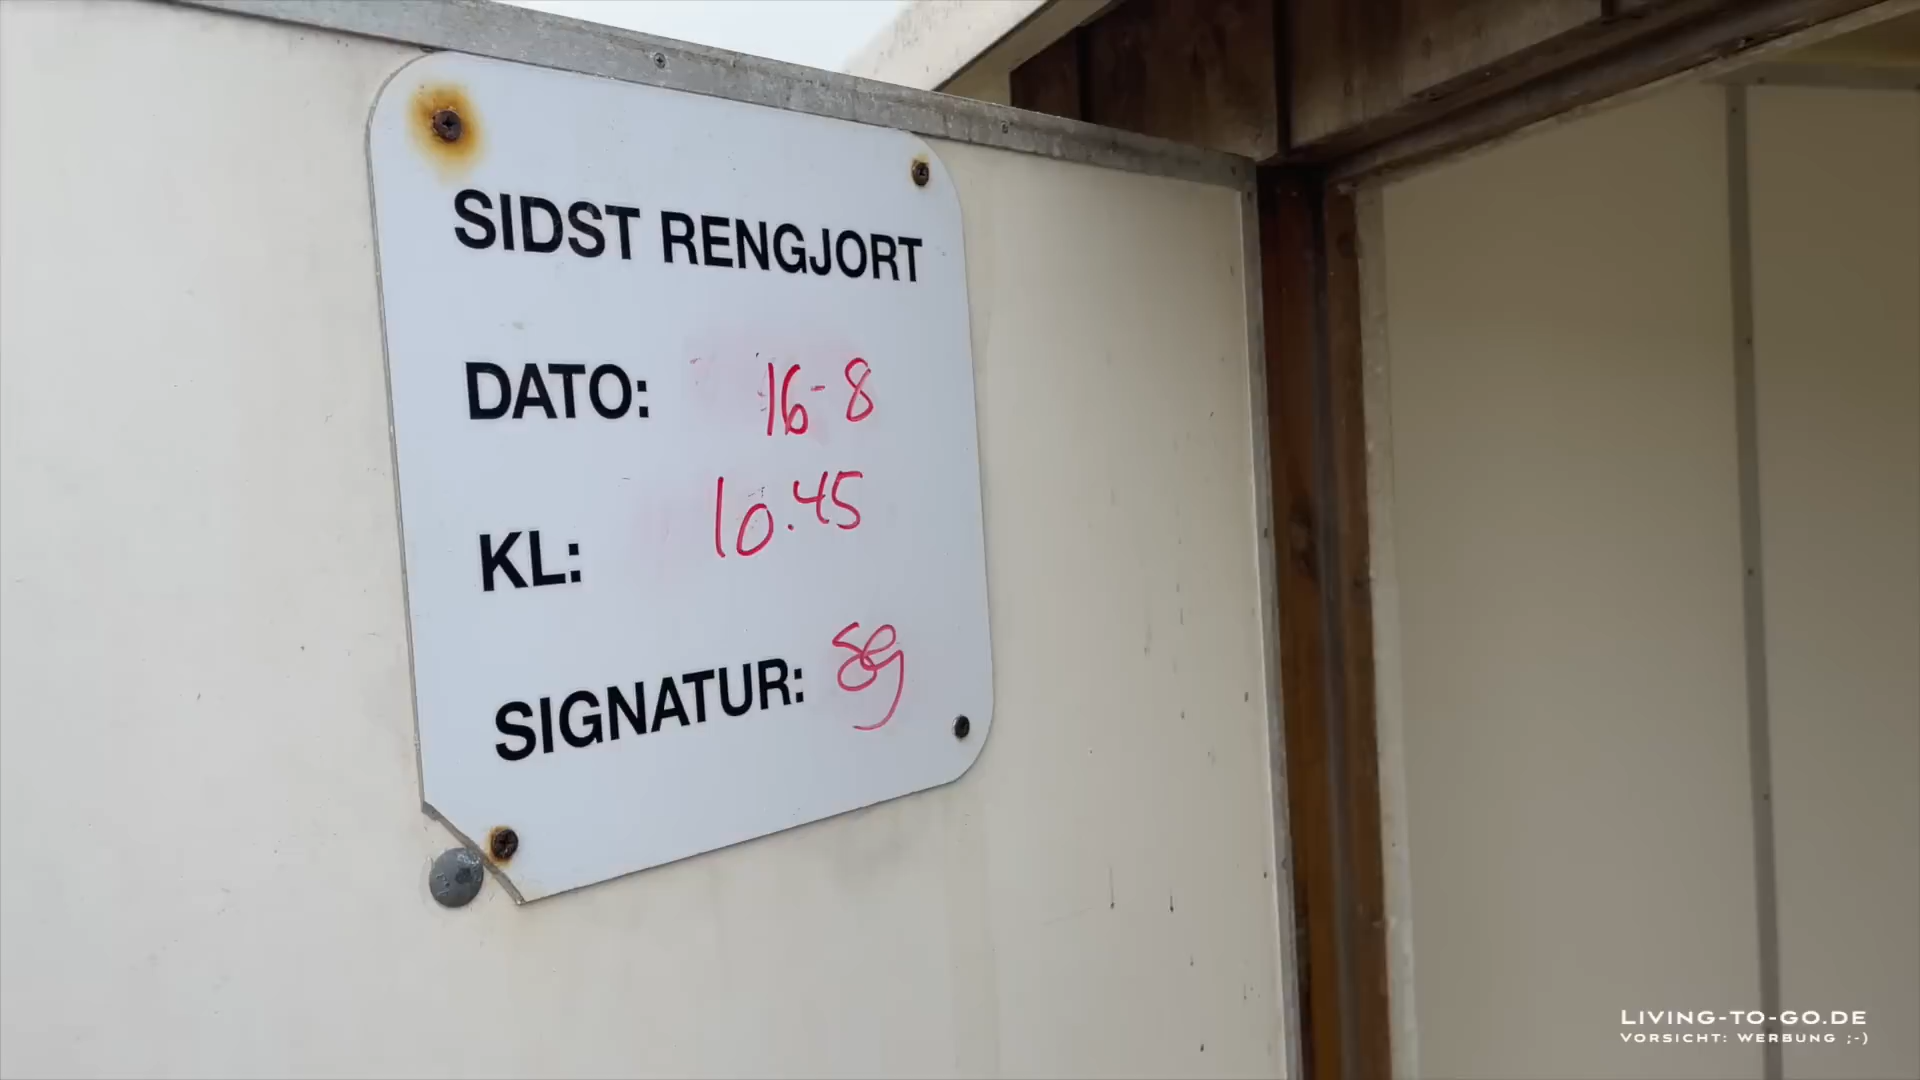 SIDST RENGJORT
DATO: 16-8
KL: 10.45
SIGNATUR:
LIVING-TO-GO.DE
VORSICHT: WERBUNG ;-)